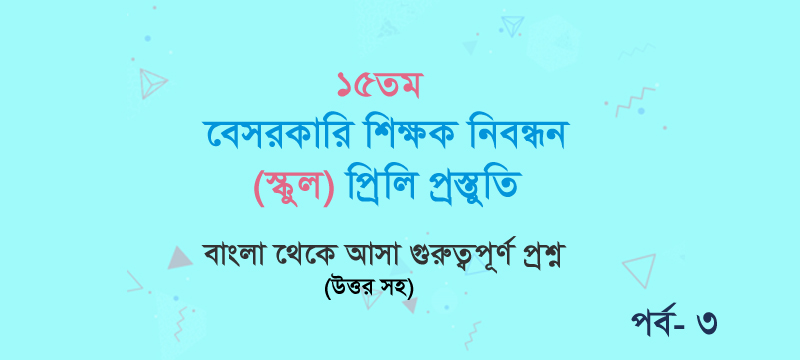 ১৫তম
বেসরকারি শিক্ষক নিবন্ধন
(স্কুল) প্রিলি প্রস্তুতি
বাংলা থেকে আসা গুরুত্বপূর্ণ প্রশ্ন
(উত্তর সহ)
পর্ব- ৩